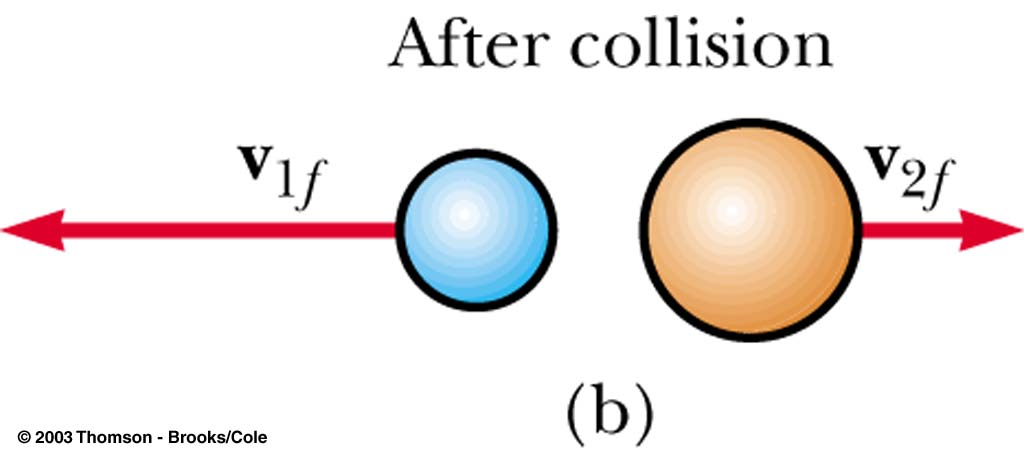 After collision
v1f
v2f
(b)
© 2003 Thomson - Brooks/Cole